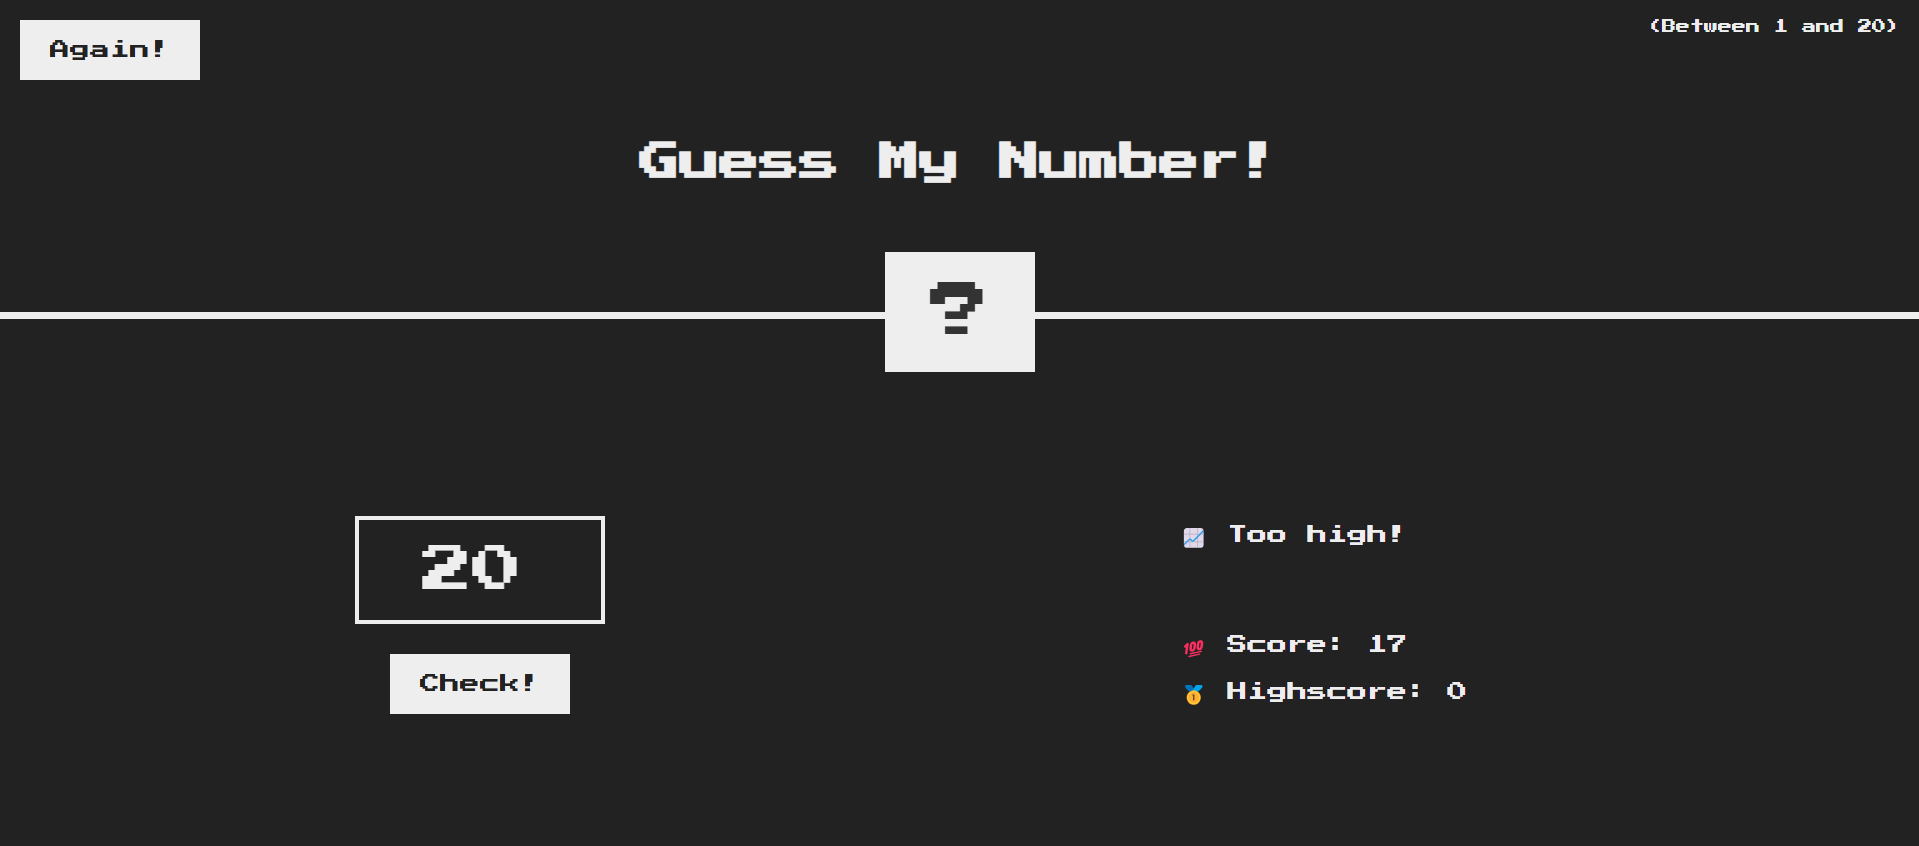 Again!
(Between 1 and 20)
Guess My Number!
?
20
Check!
📈 Too high!
💯 Score: 17
🥇 Highscore: 0